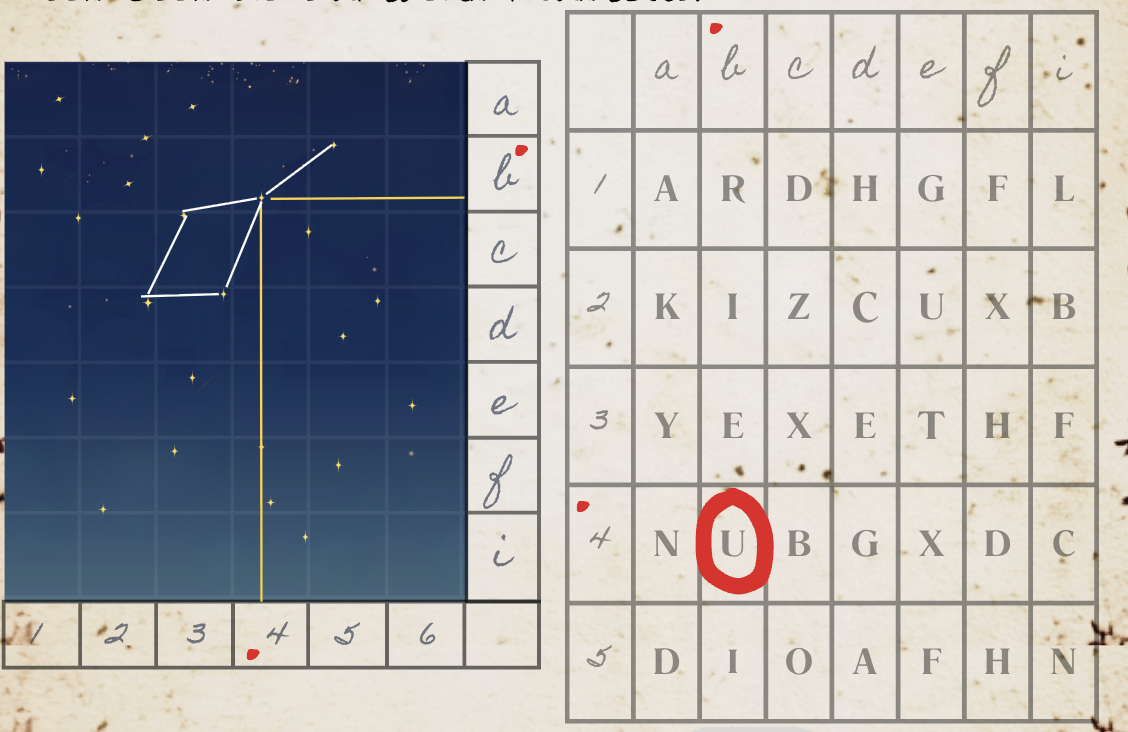 a
b
c
d
e
f
i
1 2 3 4 5 6
a b c d e f i
1 A R D H G F L
2 K I Z C U X B
3 Y E X E T H F
4 N U B G X D C
5 D I O A F H N